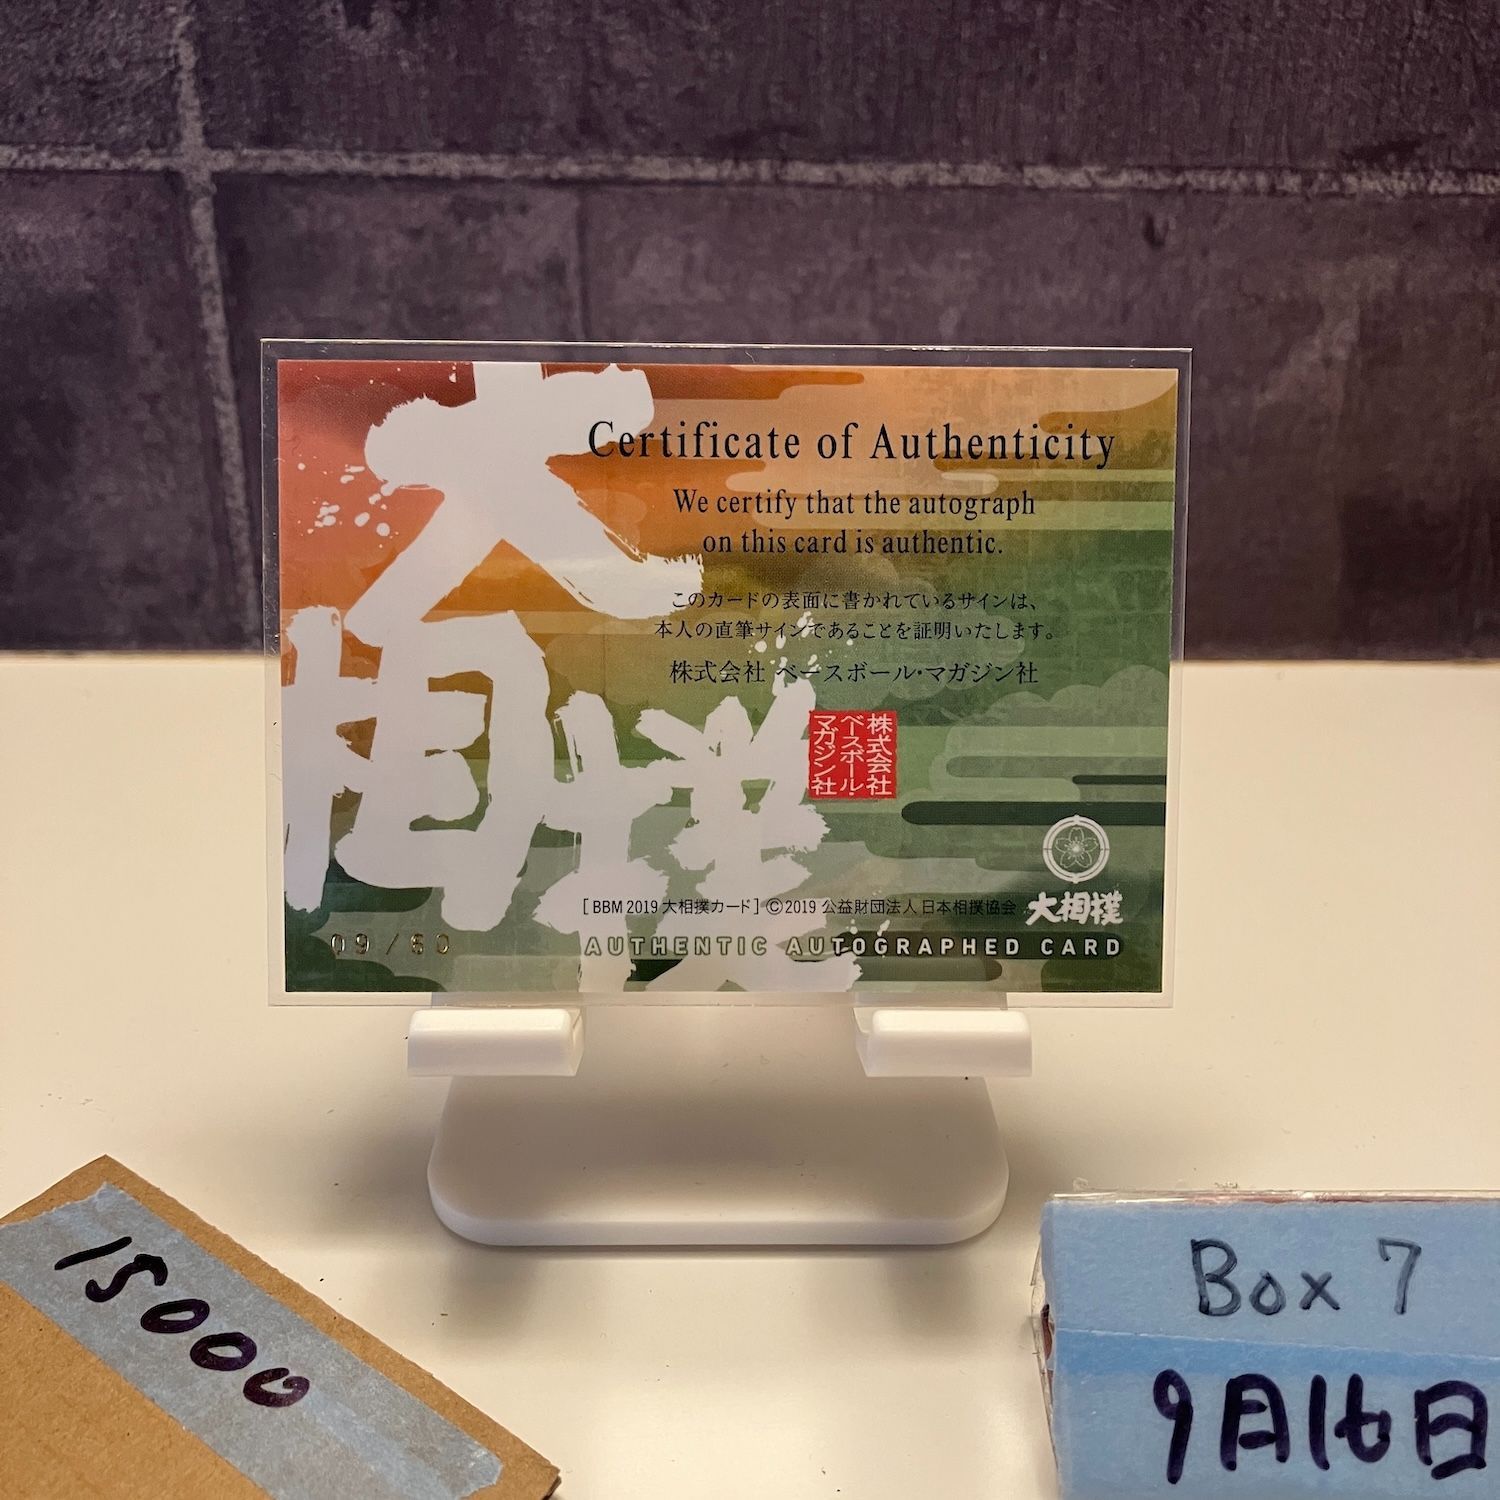 大相撲
Certificate of Authenticity
We certify that the autograph
on this card is authentic.
このカードの表面に書かれているサインは、
本人の直筆サインであることを証明いたします。
株式会社 ベースボール・マガジン社
株式会社
ベースボール・
マガジン社
[ BBM 2019 大相撲カード ] ©2019 公益財団法人 日本相撲協会
大相撲
09/60
AUTHENTIC AUTOGRAPHED CARD
15000
Box 7
9月16日